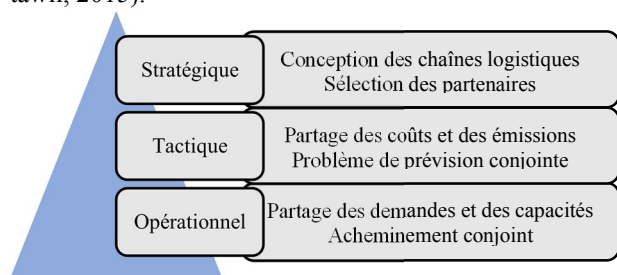 2015).
Stratégique
Conception des chaînes logistiques
Sélection des partenaires
Tactique
Partage des coûts et des émissions
Problème de prévision conjointe
Opérationnel
Partage des demandes et des capacités
Acheminement conjoint